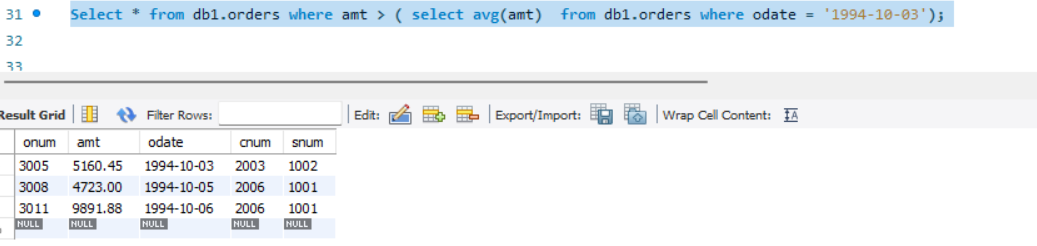 31 Select * from db1.orders where amt > ( select avg(amt)  from db1.orders where odate = '1994-10-03');
32
33
Result Grid Filter Rows: Edit: Export/Import: Wrap Cell Content: IA
onum amt odate cnum snum
3005 5160.45 1994-10-03 2003 1002
3008 4723.00 1994-10-05 2006 1001
3011 9891.88 1994-10-06 2006 1001
NULL NULL NULL NULL NULL